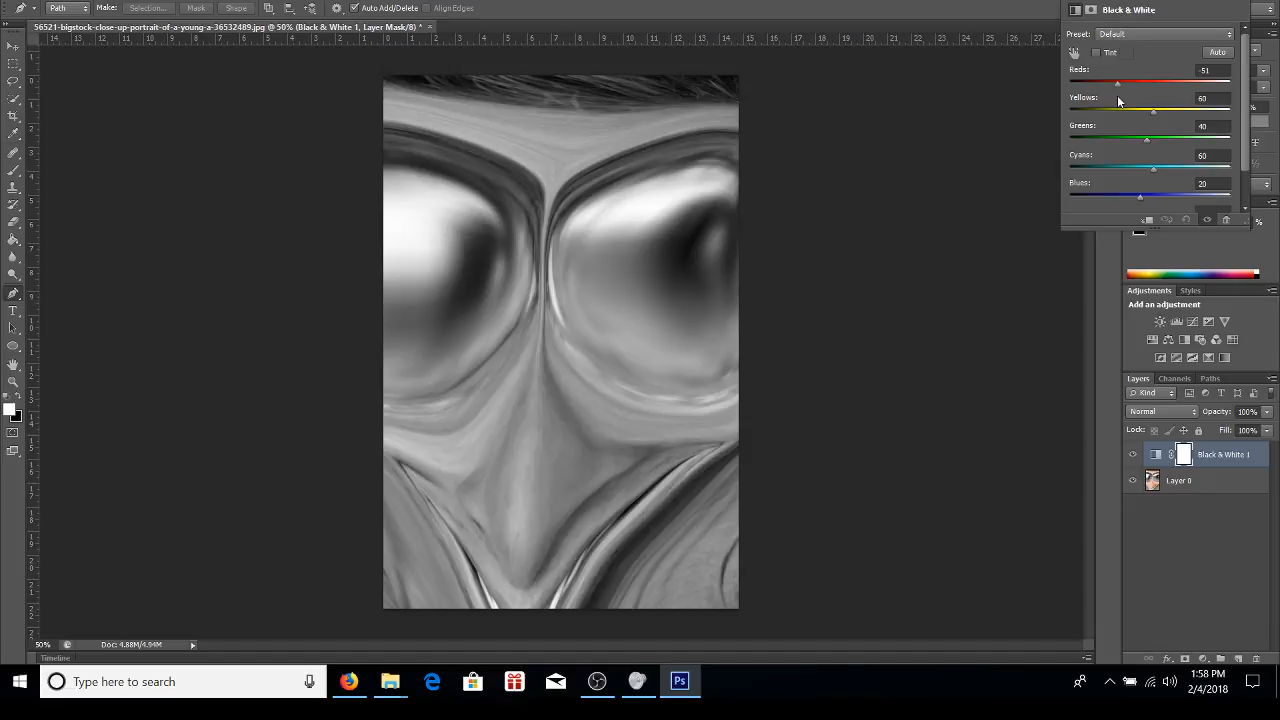 Path Make: Selection... Mask Shape Auto Add/Delete Align Edges
56521-bigstock-close-up-portrait-of-a-young-a-36532489.jpg @ 50% (Black & White 1, Layer Mask/8) *
Black & White
Preset: Default
Tint Auto
Reds: -51
Yellows: 60
Greens: 40
Cyans: 60
Blues: 20
Adjustments Styles
Add an adjustment
Layers Channels Paths
Kind
Normal Opacity: 100%
Lock: Fill: 100%
Black & White 1
Layer 0
50% Doc: 4.88M/4.94M
Timeline
Type here to search
Ps
1:58 PM
2/4/2018